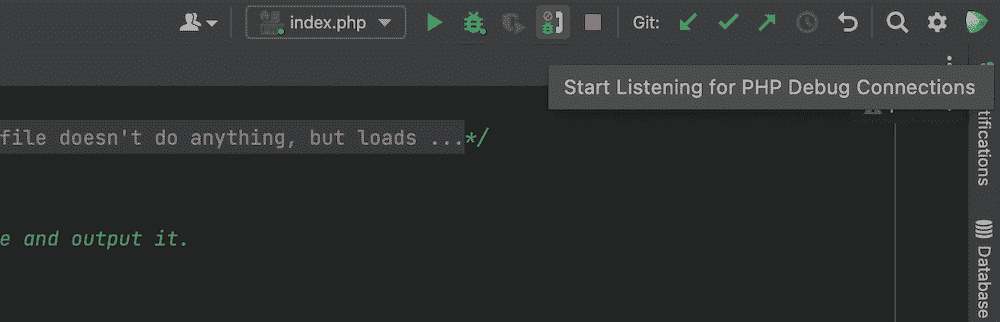 index.php
Git:
Start Listening for PHP Debug Connections
file doesn't do anything, but loads ...*/
tifications
e and output it.
Database